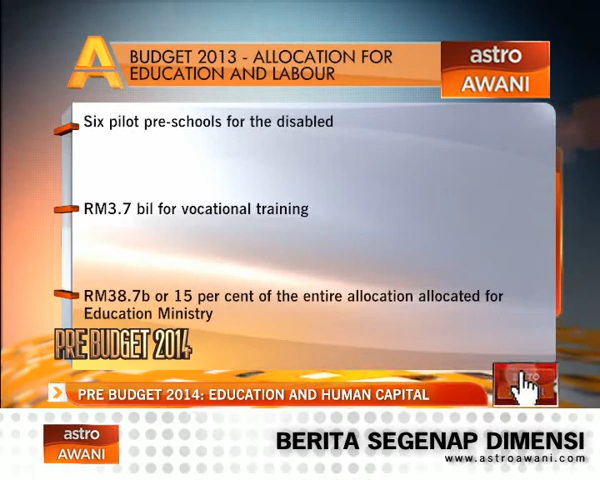 BUDGET 2013 - ALLOCATION FOR
EDUCATION AND LABOUR
astro
AWANI
Six pilot pre-schools for the disabled
RM3.7 bil for vocational training
RM38.7b or 15 per cent of the entire allocation allocated for
Education Ministry
PRE BUDGET 2014
PRE BUDGET 2014: EDUCATION AND HUMAN CAPITAL
astro
AWANI
BERITA SEGENAP DIMENSI
www.astroawani.com